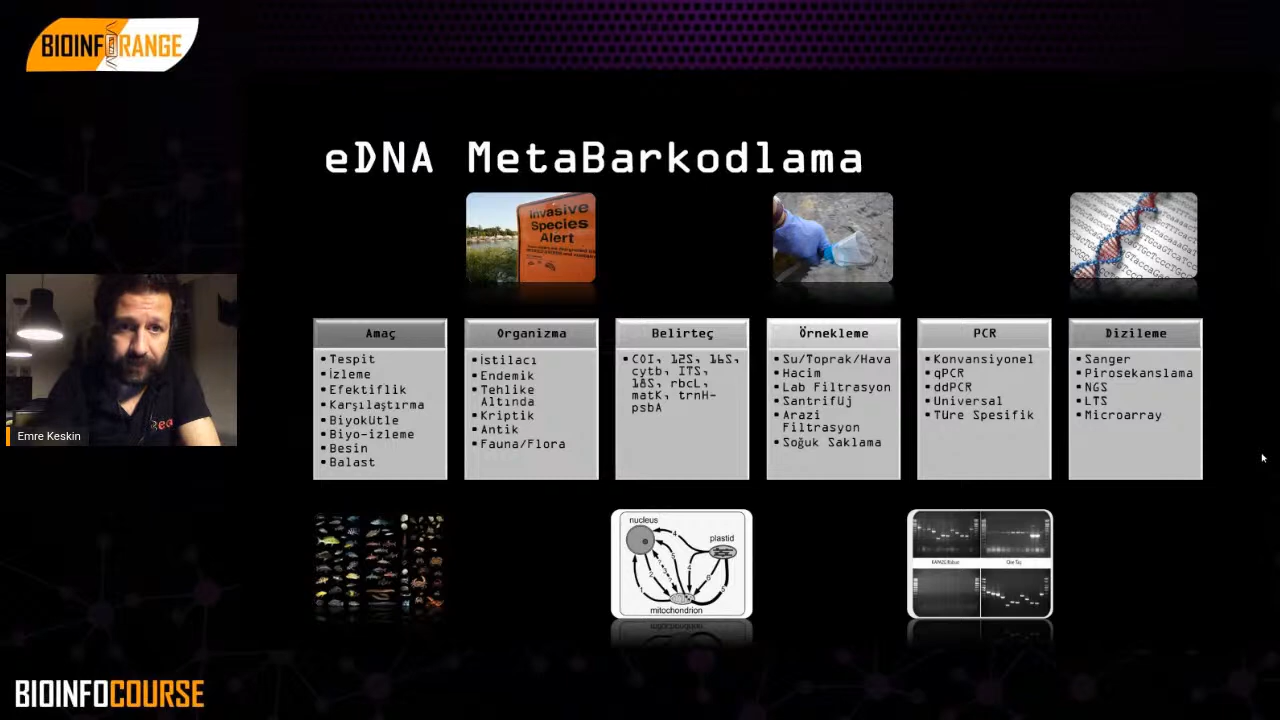 BIOINFORANGE
eDNA MetaBarkodlama
Invasive
Species
Alert
Emre Keskin
Amaç
Tespit
İzleme
Efektiflik
Karşılaştırma
Biyokütle
Biyo-izleme
Besin
Balast
Organizma
İstilacı
Endemik
Tehlike
Altında
Kriptik
Antik
Fauna/Flora
Belirteç
COI, 12S, 16S,
cytb, ITS,
18S, rbcL,
matK, trnH-
psbA
Örnekleme
Su/Toprak/Hava
Hacim
Lab Filtrasyon
Santrifüj
Arazi
Filtrasyon
Soğuk Saklama
PCR
Konvansiyonel
qPCR
ddPCR
Universal
Türe Spesifik
Dizileme
Sanger
Pirosekanslama
NGS
LTS
Microarray
nucleus
plastid
mitochondrion
BIOINFOCOURSE